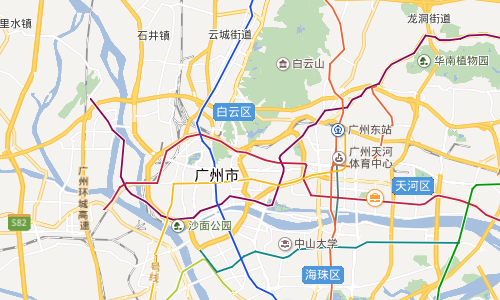 里水镇
石井镇
云城街道
龙洞街道
白云山
华南植物园
白云区
广州东站
广州天河
体育中心
广州环城高速
广州市
天河区
S82
沙面公园
中山大学
号线
海珠区